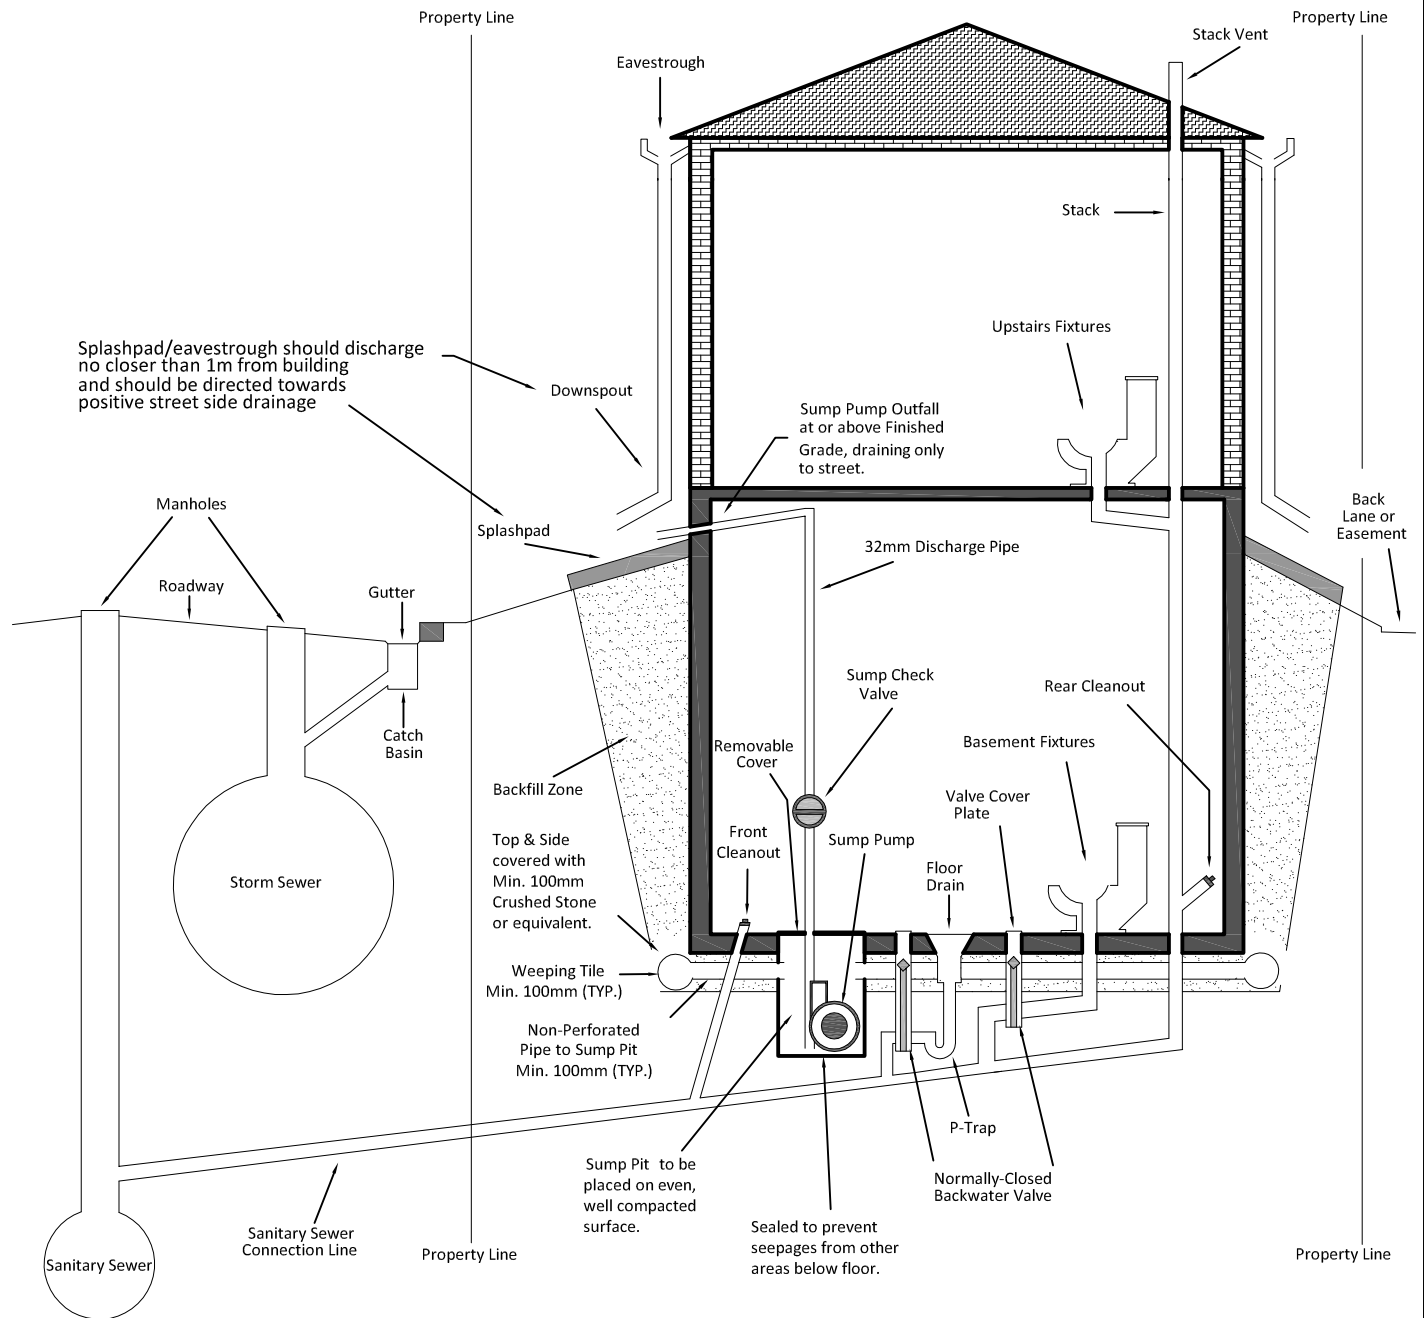 Property Line
Property Line
Stack Vent
Eavestrough
Stack
Upstairs Fixtures
Splashpad/eavestrough should discharge
no closer than 1m from building
and should be directed towards
positive street side drainage
Downspout
Sump Pump Outfall
at or above Finished
Grade, draining only
to street.
Manholes
Back
Lane or
Easement
Splashpad
32mm Discharge Pipe
Roadway
Gutter
Sump Check
Valve
Rear Cleanout
Catch
Basin
Removable
Cover
Basement Fixtures
Backfill Zone
Valve Cover
Plate
Top & Side
covered with
Min. 100mm
Crushed Stone
or equivalent.
Front
Cleanout
Sump Pump
Floor
Drain
Storm Sewer
Weeping Tile
Min. 100mm (TYP.)
Non-Perforated
Pipe to Sump Pit
Min. 100mm (TYP.)
P-Trap
Sump Pit to be
placed on even,
well compacted
surface.
Normally-Closed
Backwater Valve
Sealed to prevent
seepages from other
areas below floor.
Sanitary Sewer
Connection Line
Property Line
Property Line
Sanitary Sewer